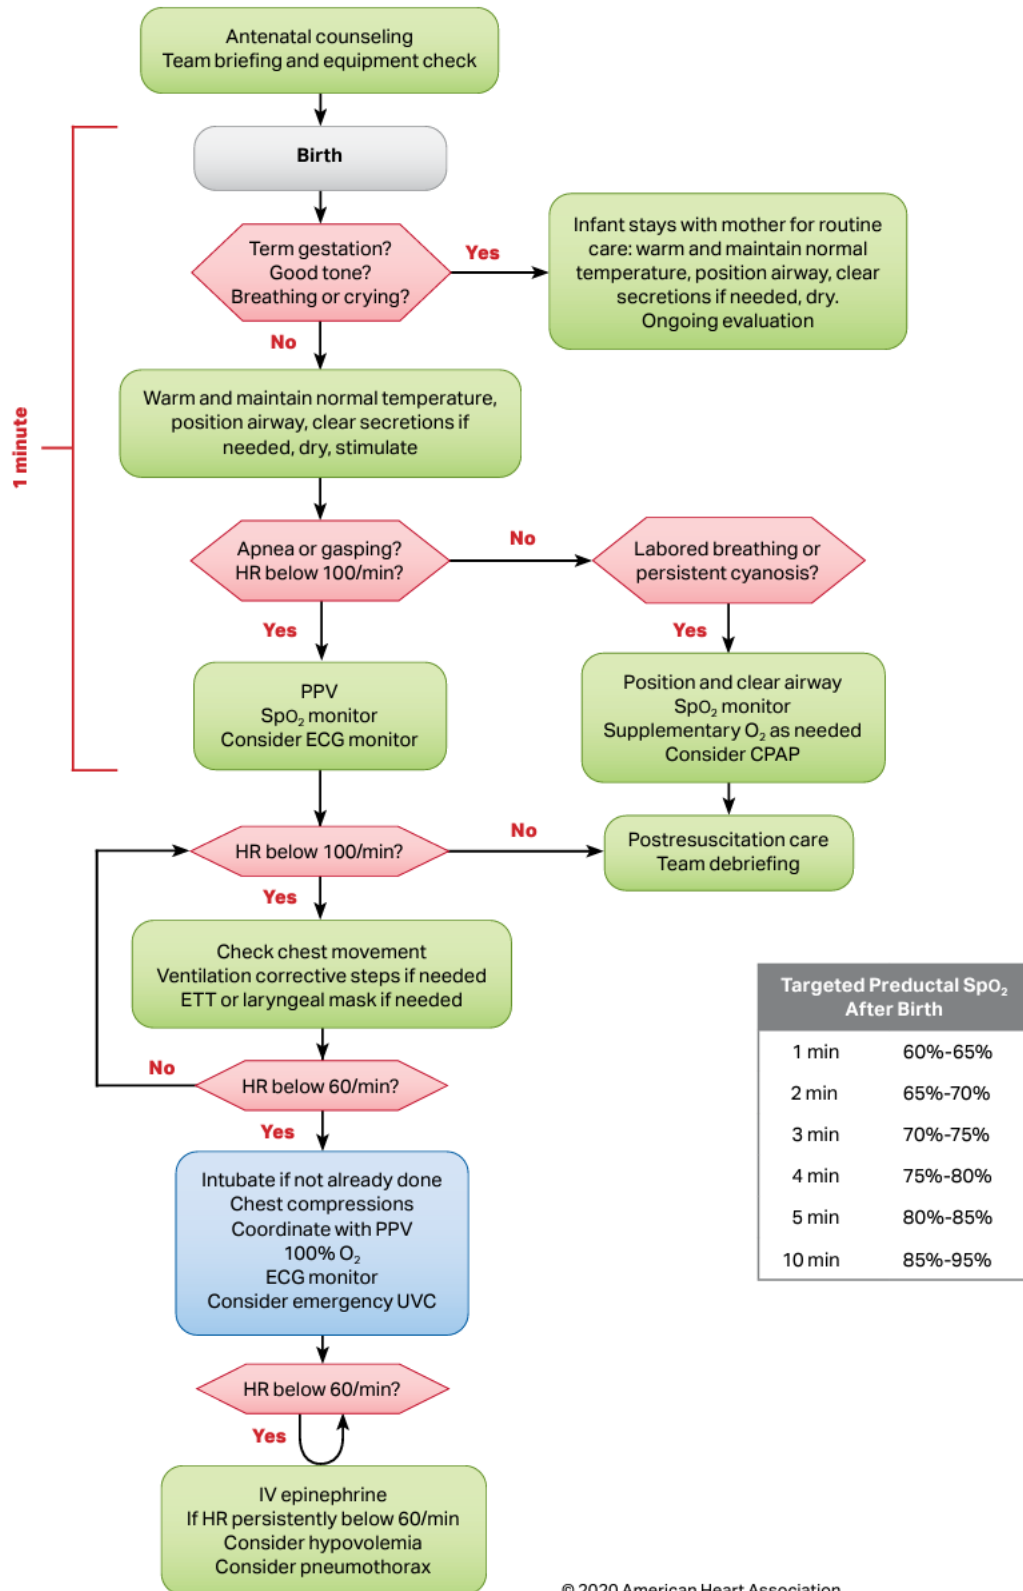 Antenatal counseling
Team briefing and equipment check
Birth
Term gestation?
Good tone?
Breathing or crying?
Yes
Infant stays with mother for routine
care: warm and maintain normal
temperature, position airway, clear
secretions if needed, dry.
Ongoing evaluation
No
1 minute
Warm and maintain normal temperature,
position airway, clear secretions if
needed, dry, stimulate
Apnea or gasping?
HR below 100/min?
No
Labored breathing or
persistent cyanosis?
Yes
Yes
PPV
SpO₂ monitor
Consider ECG monitor
Position and clear airway
SpO₂ monitor
Supplementary O₂ as needed
Consider CPAP
HR below 100/min?
No
Postresuscitation care
Team debriefing
Yes
Check chest movement
Ventilation corrective steps if needed
ETT or laryngeal mask if needed
No
HR below 60/min?
Yes
Intubate if not already done
Chest compressions
Coordinate with PPV
100% O₂
ECG monitor
Consider emergency UVC
HR below 60/min?
Yes
IV epinephrine
If HR persistently below 60/min
Consider hypovolemia
Consider pneumothorax
Targeted Preductal SpO₂
After Birth
1 min 60%-65%
2 min 65%-70%
3 min 70%-75%
4 min 75%-80%
5 min 80%-85%
10 min 85%-95%
© 2020 American Heart Association